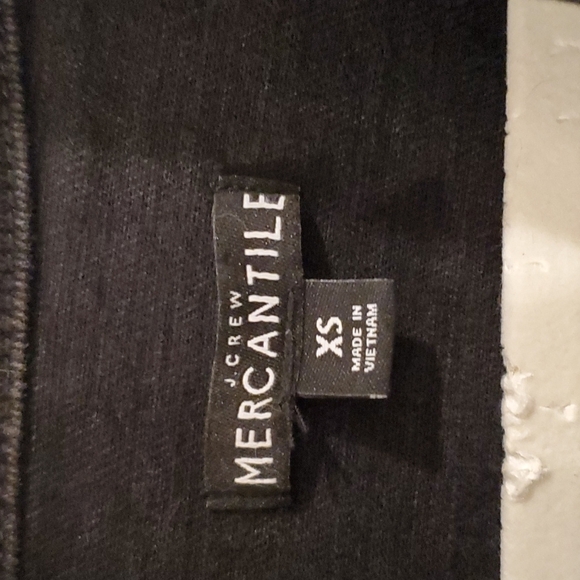 J.CREW
MERCANTILE
XS
MADE IN
VIETNAM